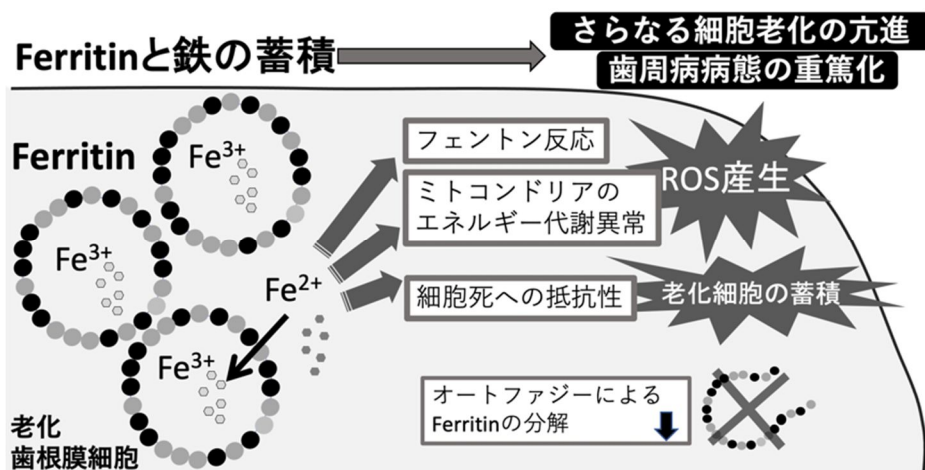 Ferritinと鉄の蓄積
さらなる細胞老化の亢進
歯周病病態の重篤化
Ferritin
Fe3+
Fe3+
Fe3+
Fe2+
フェントン反応
ミトコンドリアの
エネルギー代謝異常
ROS産生
細胞死への抵抗性
老化細胞の蓄積
オートファジーによる
Ferritinの分解
老化
歯根膜細胞